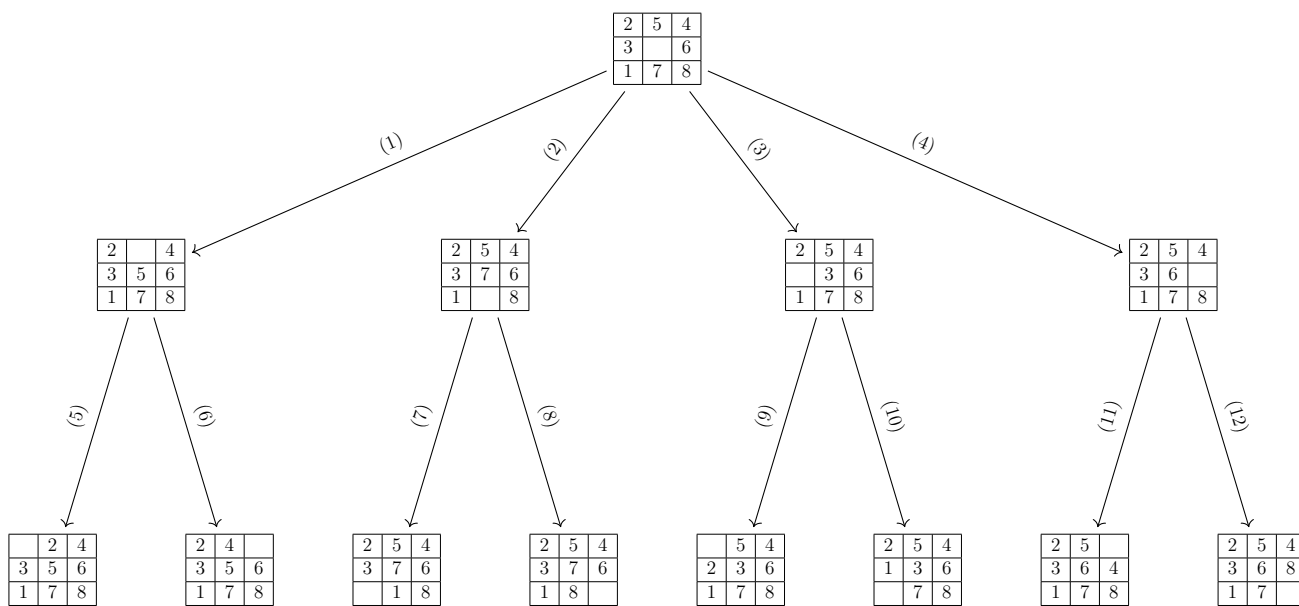 2 5 4
3 6
1 7 8
(1) (2) (3) (4)
2 4 2 5 4 2 5 4 2 5 4
3 5 6 3 7 6 3 6 3 6
1 7 8 1 8 1 7 8 1 7 8
(5) (6) (7) (8) (9) (10) (11) (12)
2 4 2 4 2 5 4 2 5 4 5 4 2 5 4 2 5 2 5 4
3 5 6 3 5 6 3 7 6 3 7 6 2 3 6 1 3 6 3 6 4 3 6 8
1 7 8 1 7 8 1 8 1 8 1 7 8 7 8 1 7 8 1 7